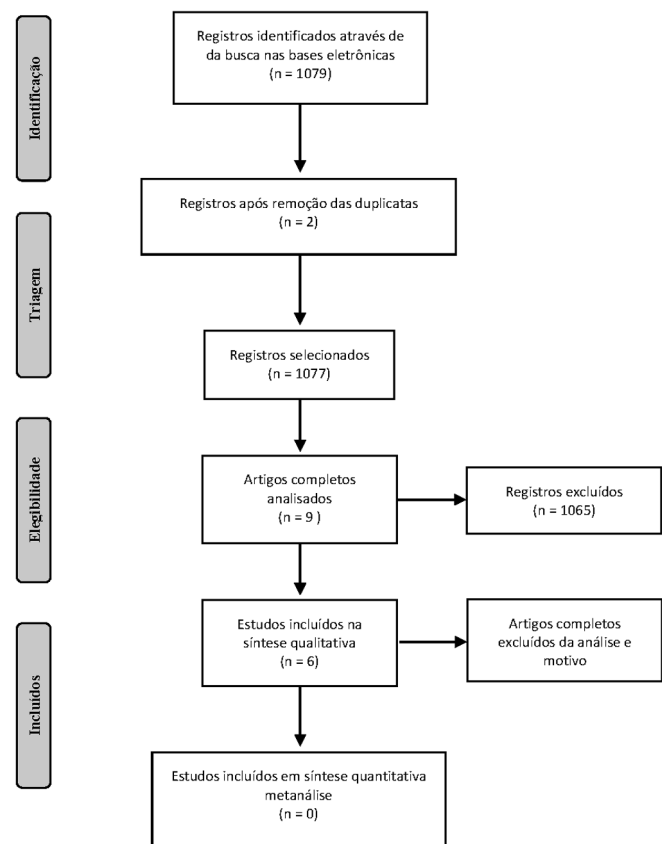 Identificação
Registros identificados através de
da busca nas bases eletrônicas
(n = 1079)
Registros após remoção das duplicatas
(n = 2)
Triagem
Registros selecionados
(n = 1077)
Elegibilidade
Artigos completos
analisados
(n = 9 )
Registros excluídos
(n = 1065)
Incluídos
Estudos incluídos na
síntese qualitativa
(n = 6)
Artigos completos
excluídos da análise e
motivo
Estudos incluídos em síntese quantitativa
metanálise
(n = 0)